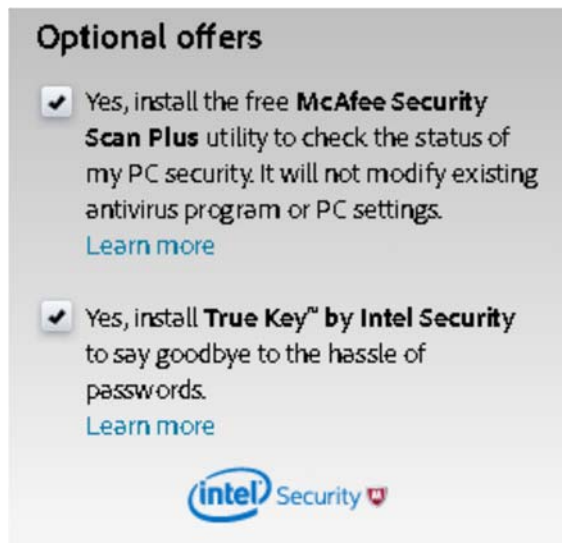 Optional offers
Yes, install the free McAfee Security
Scan Plus utility to check the status of
my PC security. It will not modify existing
antivirus program or PC settings.
Learn more
Yes, install True Key™ by Intel Security
to say goodbye to the hassle of
passwords.
Learn more
intel Security